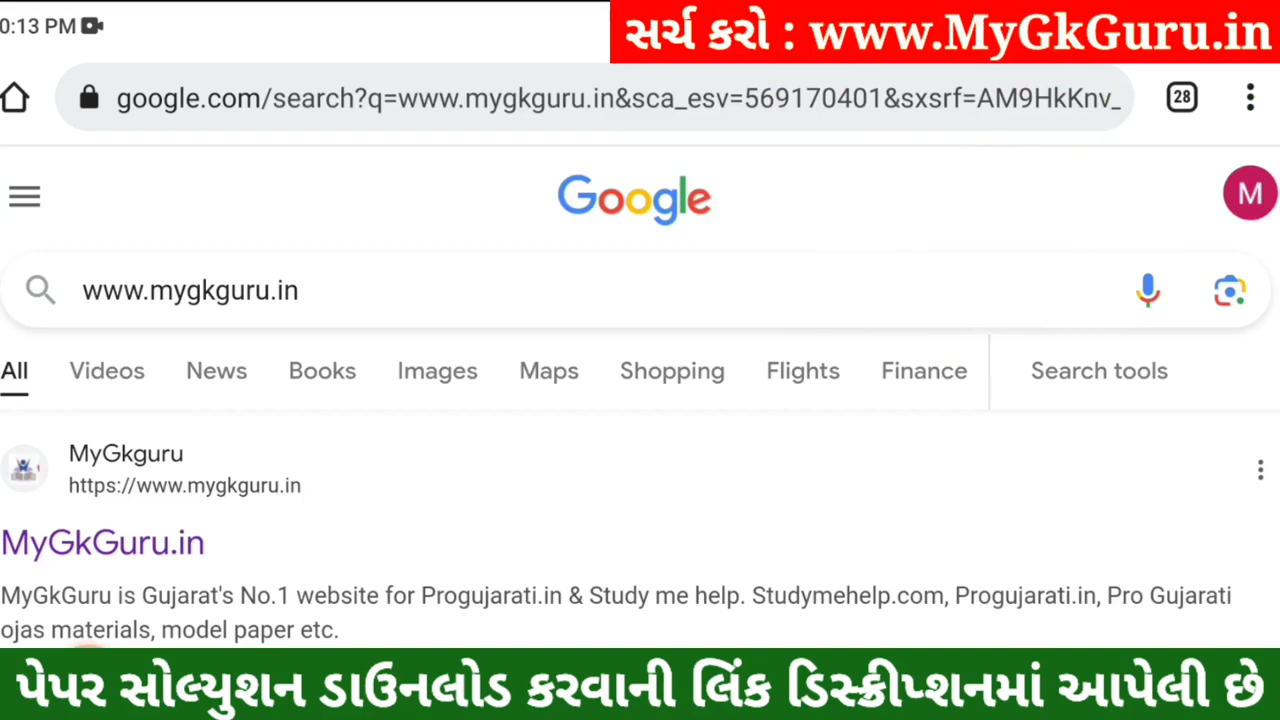 0:13 PM
સર્ચ કરો : www.MyGkGuru.in
google.com/search?q=www.mygkguru.in&sca_esv=569170401&sxsrf=AM9HkKnv_
28
Google
M
www.mygkguru.in
All Videos News Books Images Maps Shopping Flights Finance Search tools
MyGkguru
https://www.mygkguru.in
MyGkGuru.in
MyGkGuru is Gujarat's No.1 website for Progujarati.in & Study me help. Studymehelp.com, Progujarati.in, Pro Gujarati
ojas materials, model paper etc.
પેપર સોલ્યુશન ડાઉનલોડ કરવાની લિંક ડિસ્ક્રીપ્શનમાં આપેલી છે